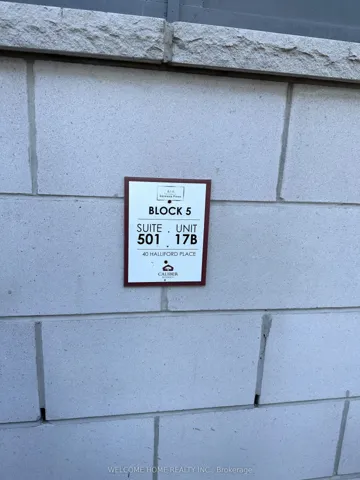 BLOCK 5
SUITE UNIT
501 17B
40 HALLIFORD PLACE
CALIBER
WELCOME HOME REALTY INC., Brokerage